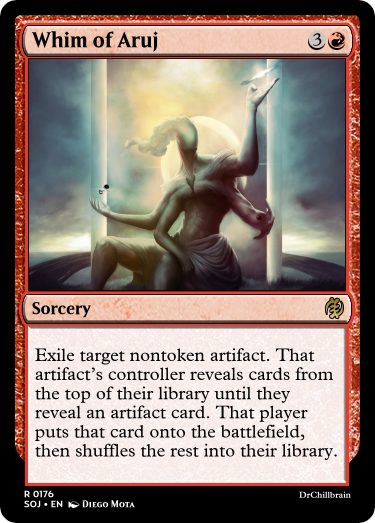 Whim of Aruj 3
Sorcery
Exile target nontoken artifact. That
artifact's controller reveals cards from
the top of their library until they
reveal an artifact card. That player
puts that card onto the battlefield,
then shuffles the rest into their library.
R 0176
DrChillbrain
SOJ • EN Diego Mota